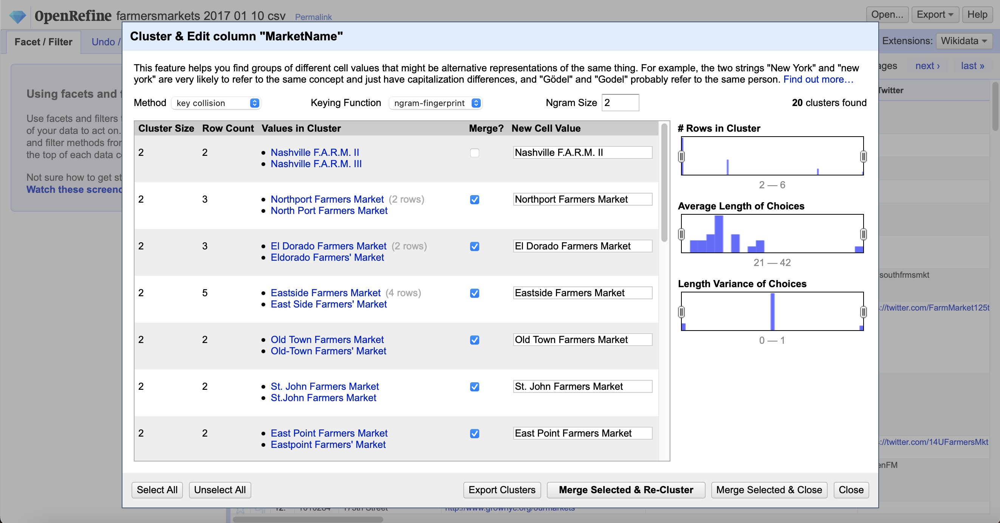 OpenRefine farmersmarkets 2017 01 10 csv Permalink
Open... Export Help
Facet / Filter Undo /
Extensions: Wikidata
Using facets and
Use facets and filters
of your data to act on.
and filter methods from
the top of each data
Not sure how to get
Watch these
next › last »
Twitter
southfrmsmkt
://twitter.com/FarmMarket125t
://twitter.com/14UFarmersMkt
enFM
12. 1010284 175th Street http://www.grownyc.org/ourmarkets
Cluster & Edit column "MarketName"
This feature helps you find groups of different cell values that might be alternative representations of the same thing. For example, the two strings "New York" and "new
york" are very likely to refer to the same concept and just have capitalization differences, and "Gödel" and "Godel" probably refer to the same person. Find out more…
Method key collision Keying Function ngram-fingerprint Ngram Size 2 20 clusters found
Cluster Size Row Count Values in Cluster Merge? New Cell Value
2 2 • Nashville F.A.R.M. II Nashville F.A.R.M. II
• Nashville F.A.R.M. III
2 3 • Northport Farmers Market (2 rows) Northport Farmers Market
• North Port Farmers Market
2 3 • El Dorado Farmers Market (2 rows) El Dorado Farmers Market
• Eldorado Farmers' Market
2 5 • Eastside Farmers Market (4 rows) Eastside Farmers Market
• East Side Farmers' Market
2 2 • Old Town Farmers Market Old Town Farmers Market
• Old-Town Farmers' Market
2 2 • St. John Farmers Market St. John Farmers Market
• St.John Farmers Market
2 2 • East Point Farmers Market East Point Farmers Market
• Eastpoint Farmers' Market
# Rows in Cluster
2 — 6
Average Length of Choices
21 — 42
Length Variance of Choices
0 — 1
Select All Unselect All Export Clusters Merge Selected & Re-Cluster Merge Selected & Close Close